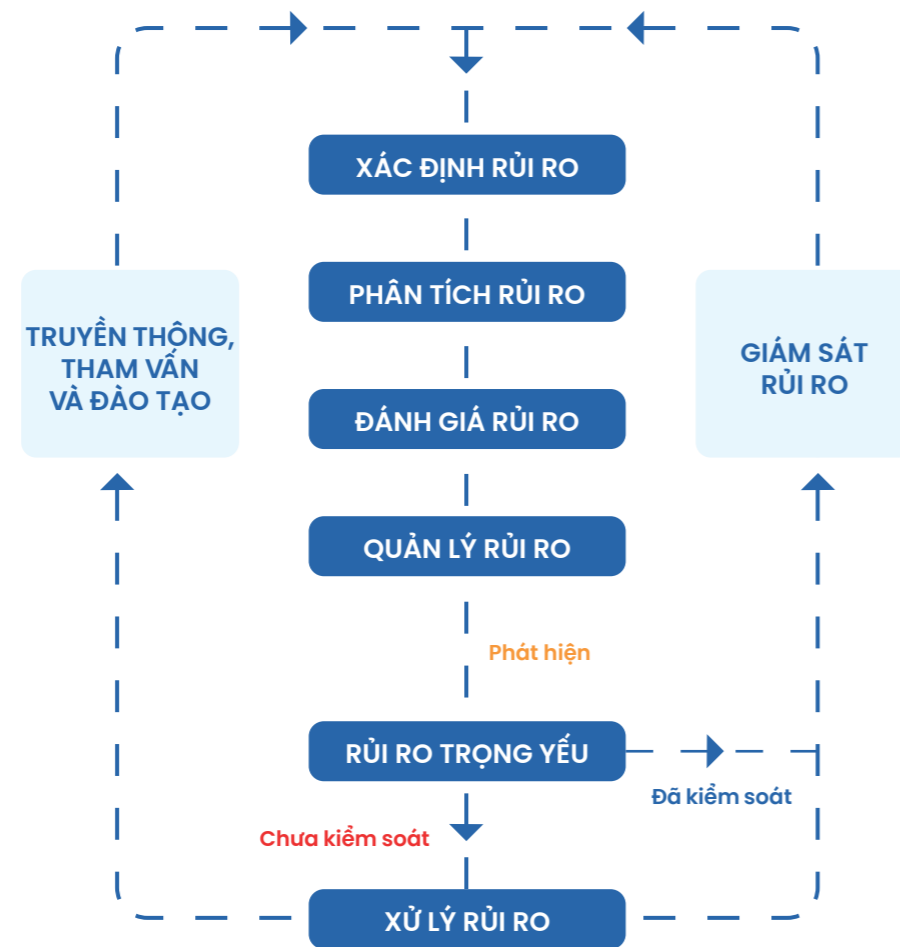 XÁC ĐỊNH RỦI RO
PHÂN TÍCH RỦI RO
TRUYỀN THÔNG,
THAM VẤN
VÀ ĐÀO TẠO
GIÁM SÁT
RỦI RO
ĐÁNH GIÁ RỦI RO
QUẢN LÝ RỦI RO
Phát hiện
RỦI RO TRỌNG YẾU
Đã kiểm soát
Chưa kiểm soát
XỬ LÝ RỦI RO